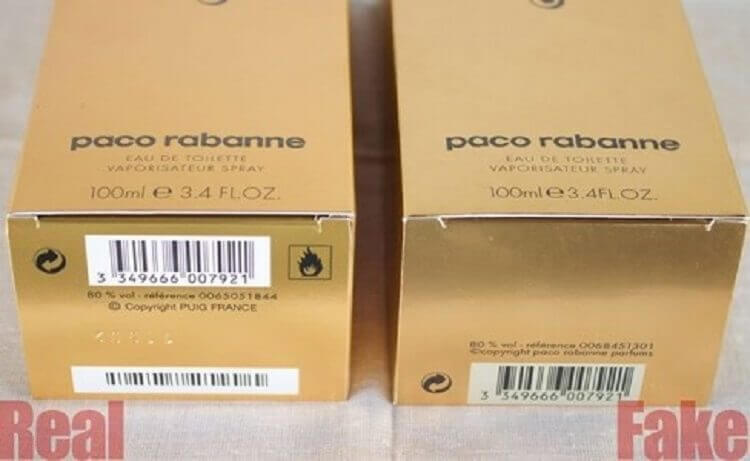 paco rabanne
EAU DE TOILETTE
VAPORISATEUR SPRAY
100ml e 3.4 FL.OZ.
3 349666 007921
80 % vol - référence 0065051844
© Copyright PUIG FRANCE
Real
paco rabanne
EAU DE TOILETTE
VAPORISATEUR SPRAY
100ml e 3.4FL.OZ.
80 % vol - référence 0068451301
©copyright paco rabanne parfums
3 349666 007921
Fake